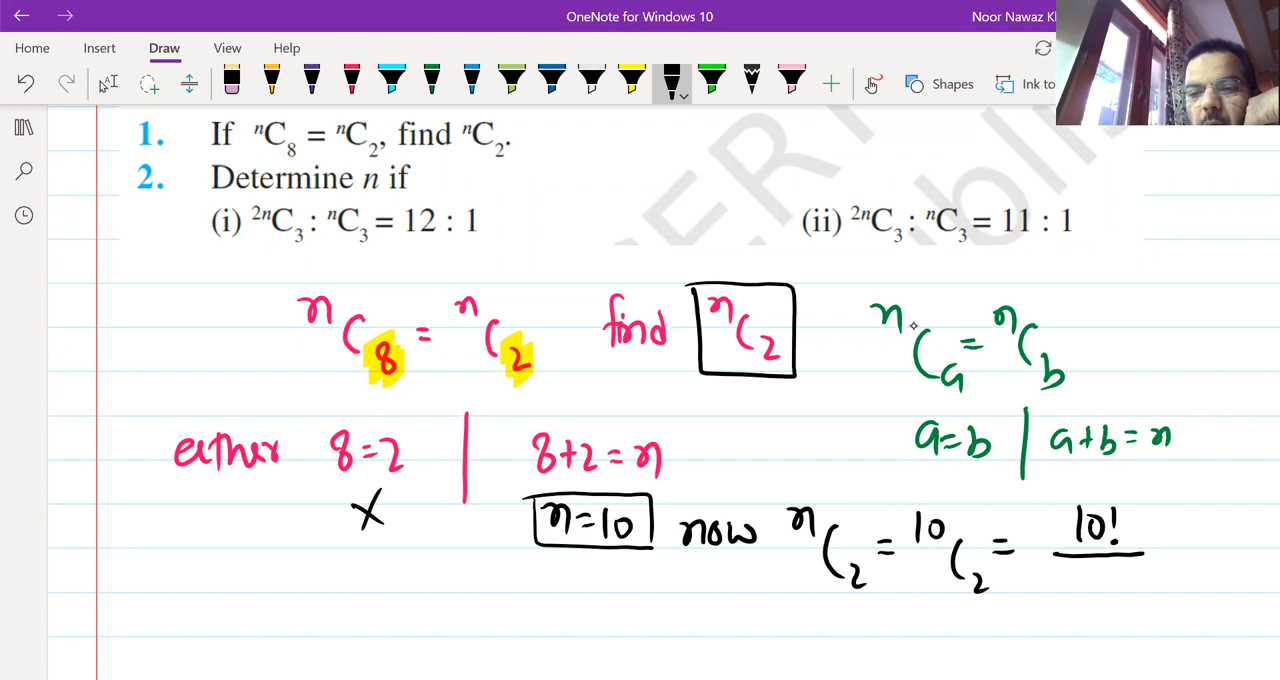 OneNote for Windows 10
Noor Nawaz
Home Insert Draw View Help
Shapes Ink to
1. If ⁿC₈ = ⁿC₂, find ⁿC₂.
2. Determine n if
(i) ²ⁿC₃ : ⁿC₃ = 12 : 1 (ii) ²ⁿC₃ : ⁿC₃ = 11 : 1
ⁿC₈ = ⁿC₂ find ⁿC₂
ⁿCₐ = ⁿC_b
either 8=2 | 8+2=n
a=b | a+b=n
× n=10 now ⁿC₂ = ¹⁰C₂ = 10!